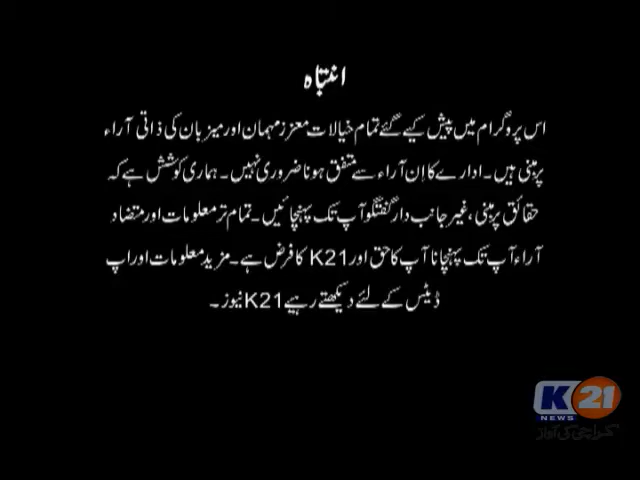 انتباہ
اس پروگرام میں پیش کیے گئے تمام خیالات معزز مہمان اور میزبان کی ذاتی آراء
پر مبنی ہیں۔ ادارے کا اِن آراء سے متفق ہونا ضروری نہیں۔ ہماری کوشش ہے کہ
حقائق پر مبنی، غیر جانب دار گفتگو آپ تک پہنچائیں۔ تمام تر معلومات اور متضاد
آراء آپ تک پہنچانا آپ کا حق اور K21 کا فرض ہے۔ مزید معلومات اور اپ
ڈیٹس کے لئے دیکھتے رہیے K21 نیوز۔
K21
NEWS
کراچی کی آواز